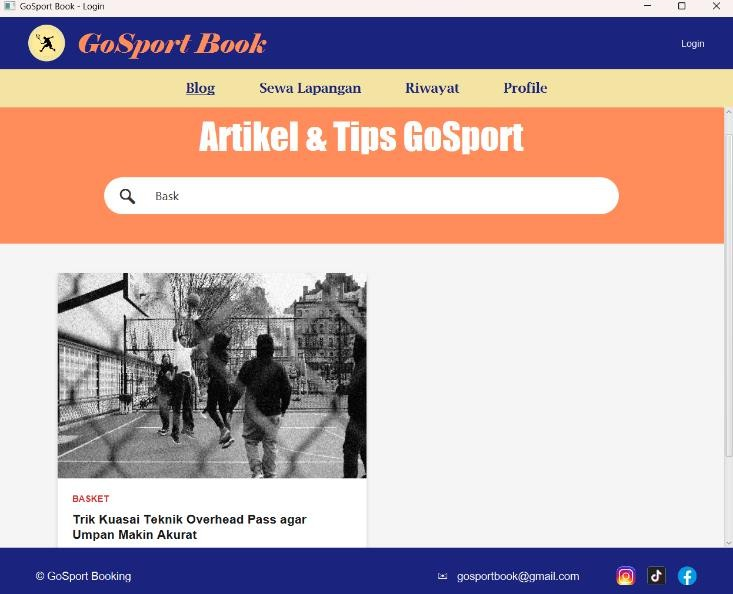 GoSport Book - Login
GoSport Book
Login
Blog Sewa Lapangan Riwayat Profile
Artikel & Tips GoSport
Bask
BASKET
Trik Kuasai Teknik Overhead Pass agar
Umpan Makin Akurat
© GoSport Booking
gosportbook@gmail.com